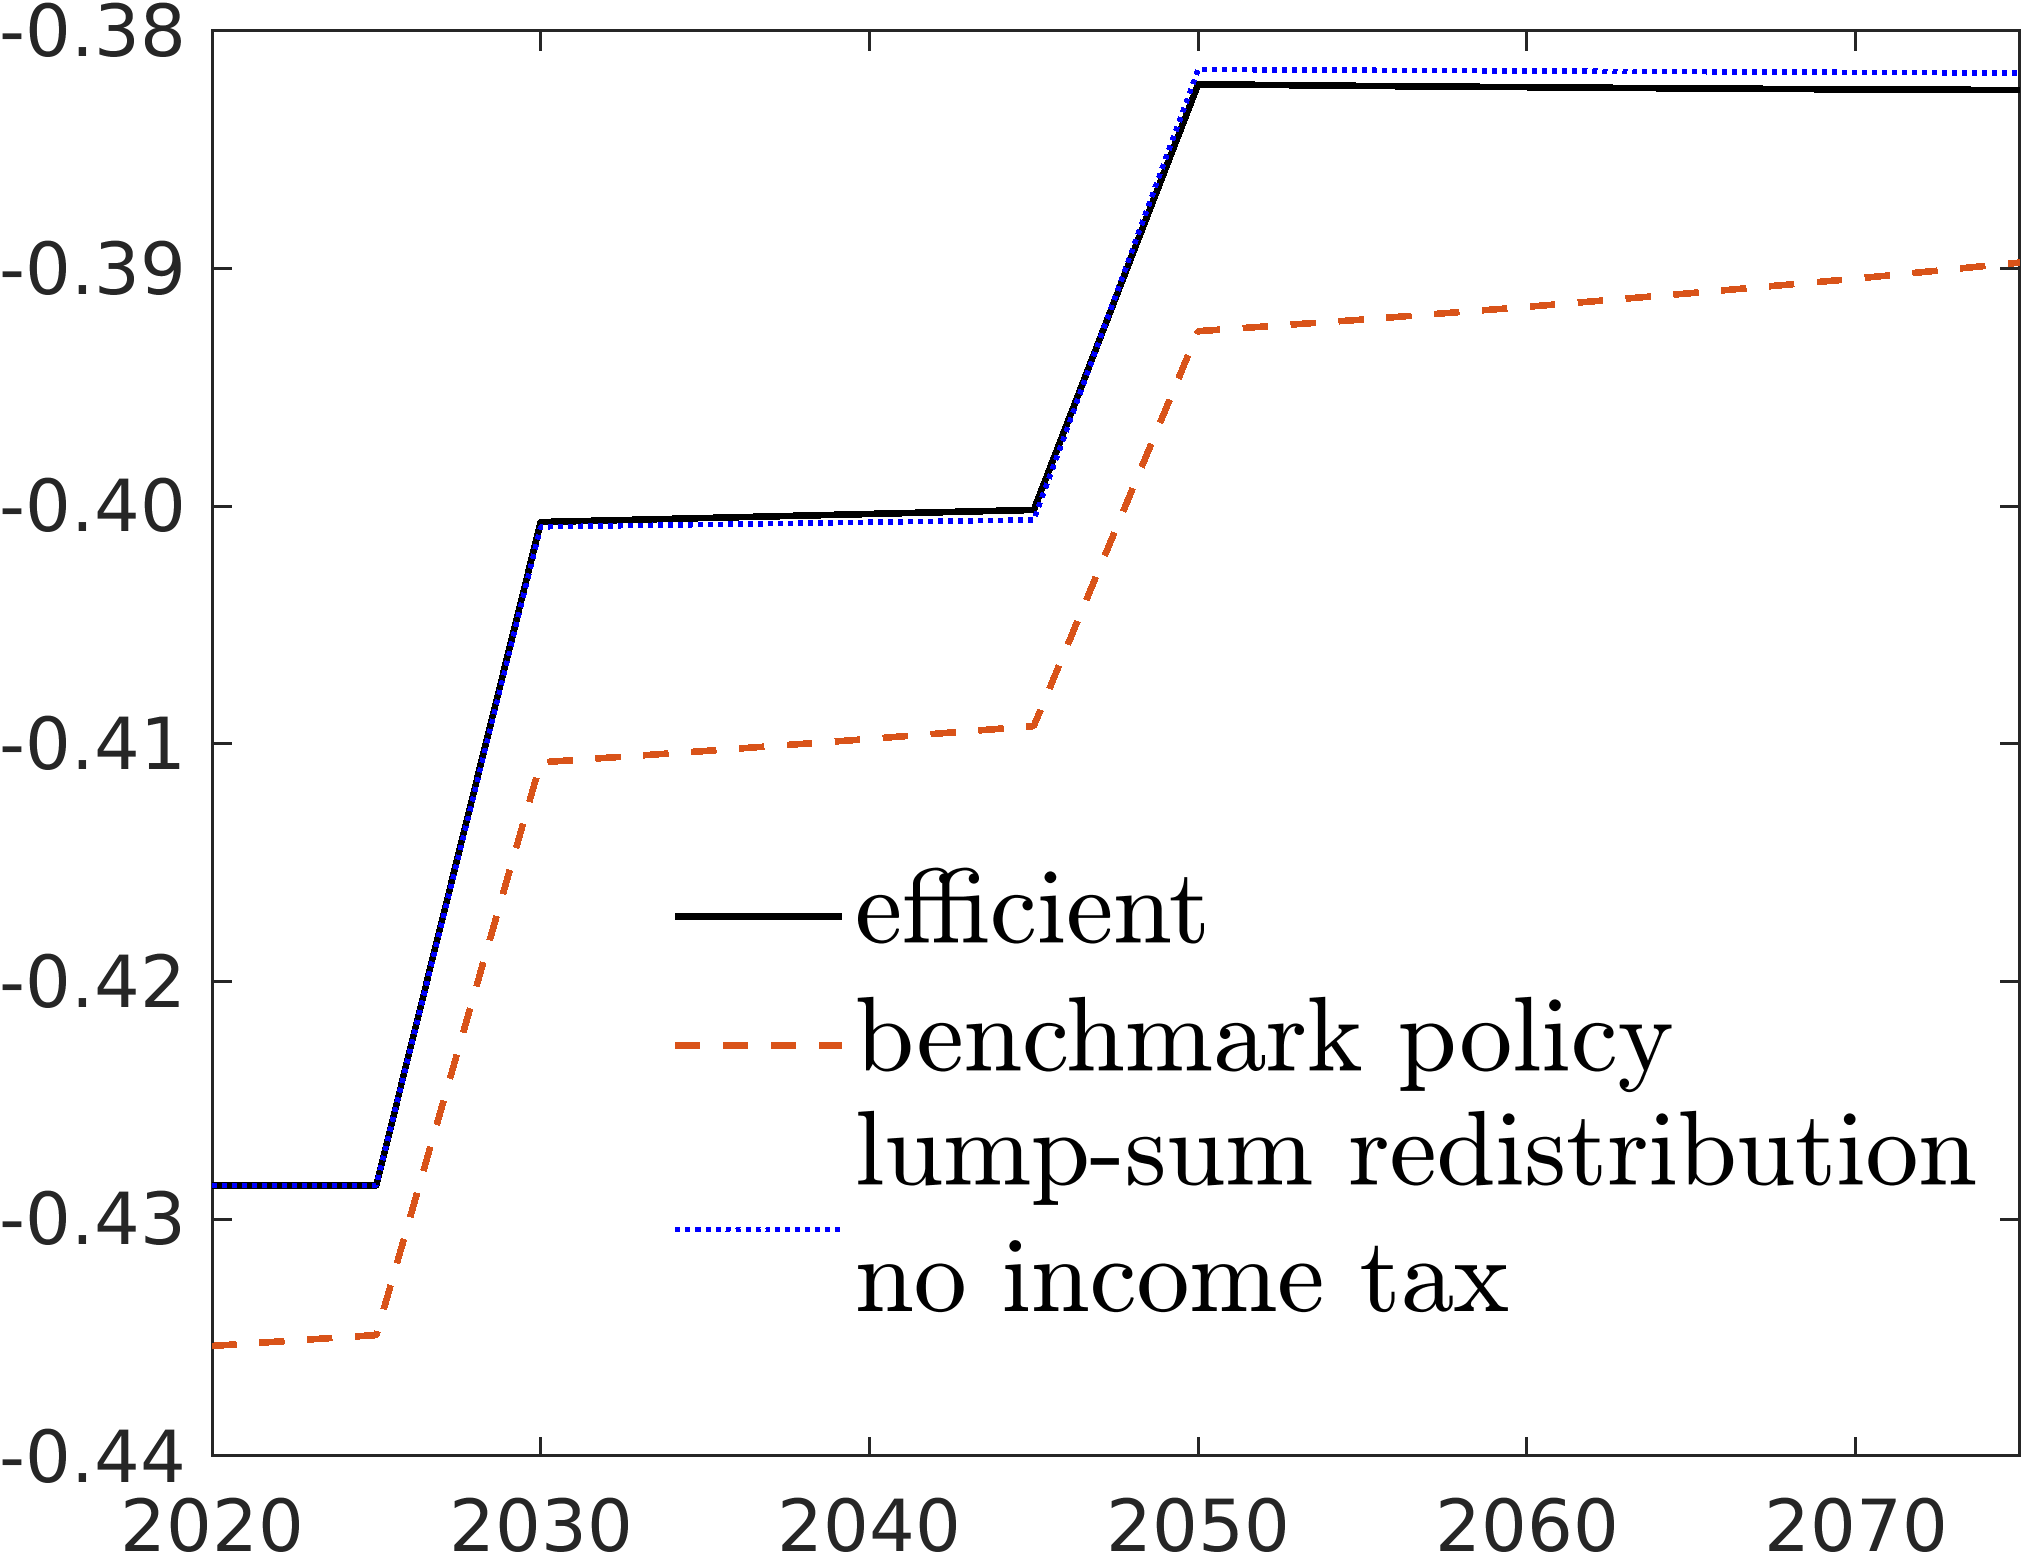 -0.38
-0.39
-0.40
-0.41
-0.42
-0.43
-0.44
2020 2030 2040 2050 2060 2070
efficient
benchmark policy
lump-sum redistribution
no income tax